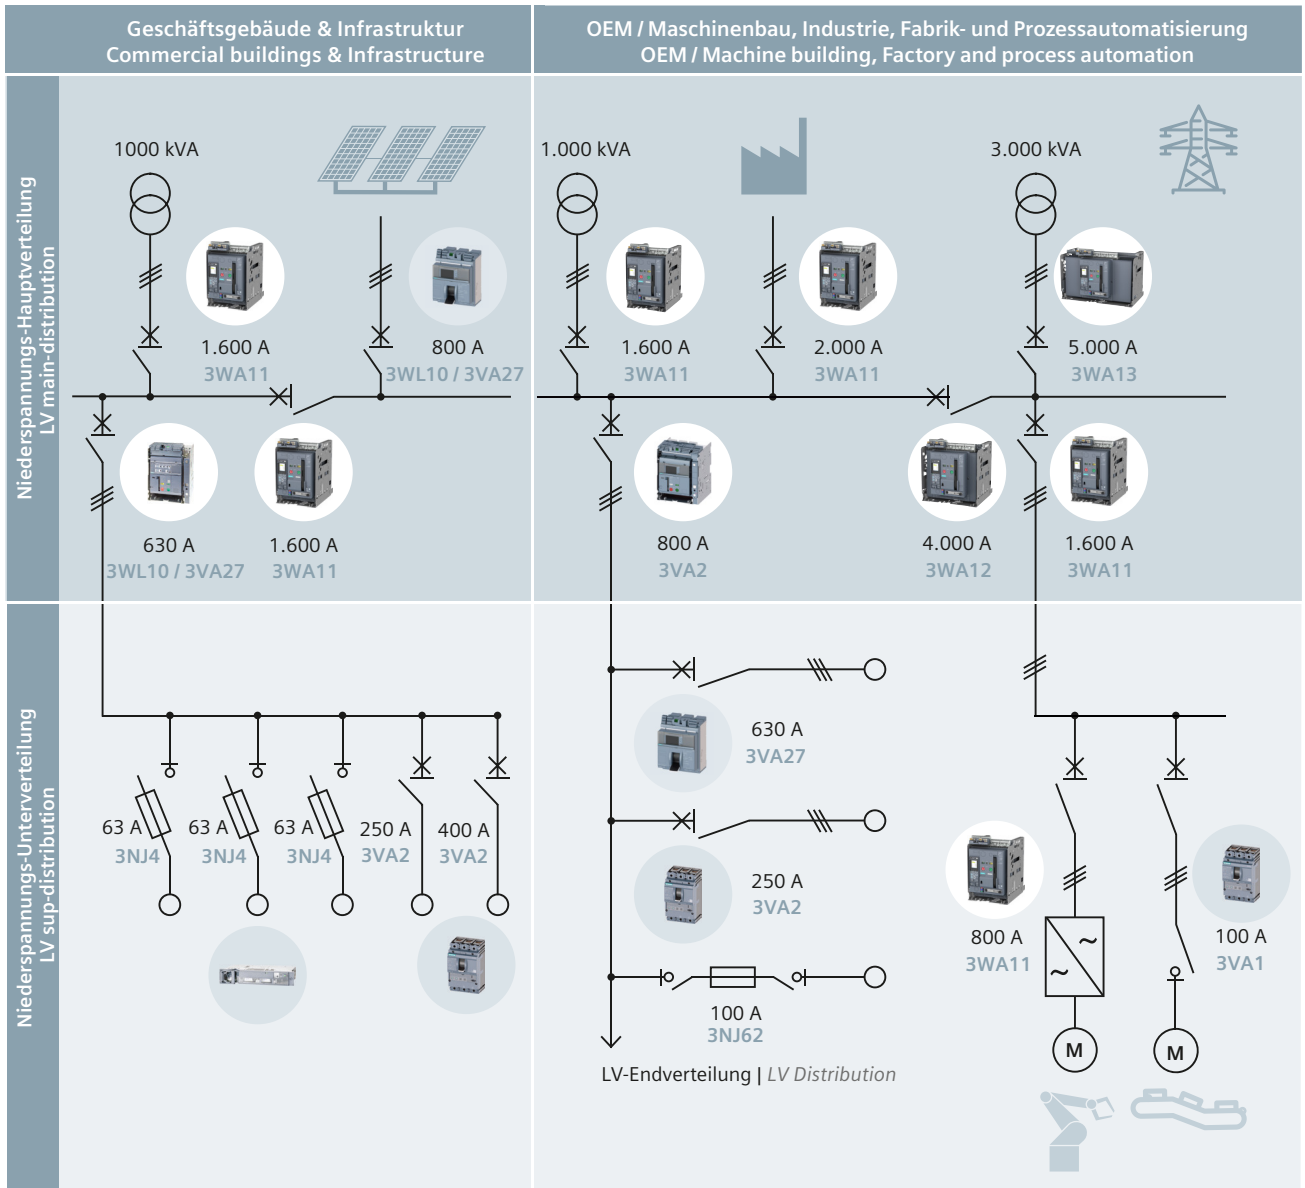 Geschäftsgebäude & Infrastruktur
Commercial buildings & Infrastructure
OEM / Maschinenbau, Industrie, Fabrik- und Prozessautomatisierung
OEM / Machine building, Factory and process automation
Niederspannungs-Hauptverteilung
LV main-distribution
1000 kVA
1.600 A
3WA11
800 A
3WL10 / 3VA27
630 A
3WL10 / 3VA27
1.600 A
3WA11
1.000 kVA
1.600 A
3WA11
2.000 A
3WA11
3.000 kVA
5.000 A
3WA13
800 A
3VA2
4.000 A
3WA12
1.600 A
3WA11
Niederspannungs-Unterverteilung
LV sup-distribution
63 A
3NJ4
63 A
3NJ4
63 A
3NJ4
250 A
3VA2
400 A
3VA2
630 A
3VA27
250 A
3VA2
100 A
3NJ62
LV-Endverteilung | LV Distribution
800 A
3WA11
~
~
M
100 A
3VA1
M